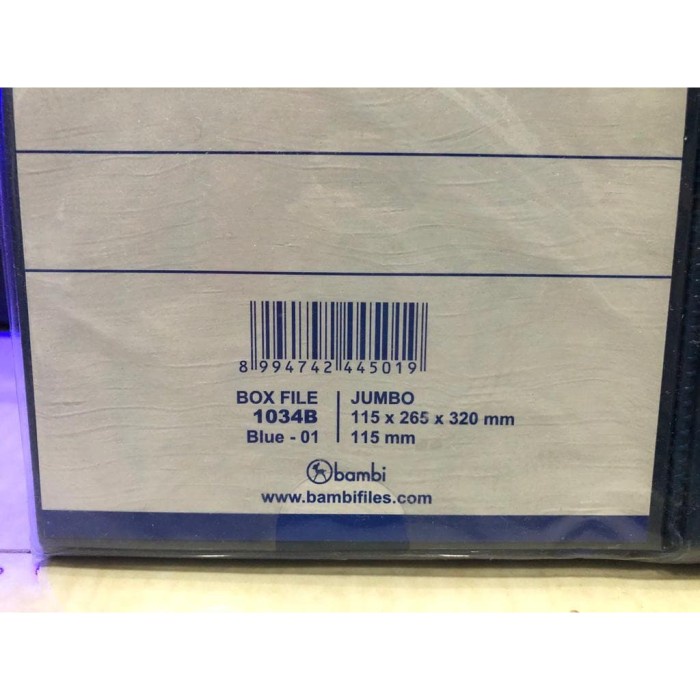 8 994742 445019
BOX FILE
1034B
Blue - 01
JUMBO
115 x 265 x 320 mm
115 mm
bambi
www.bambifiles.com